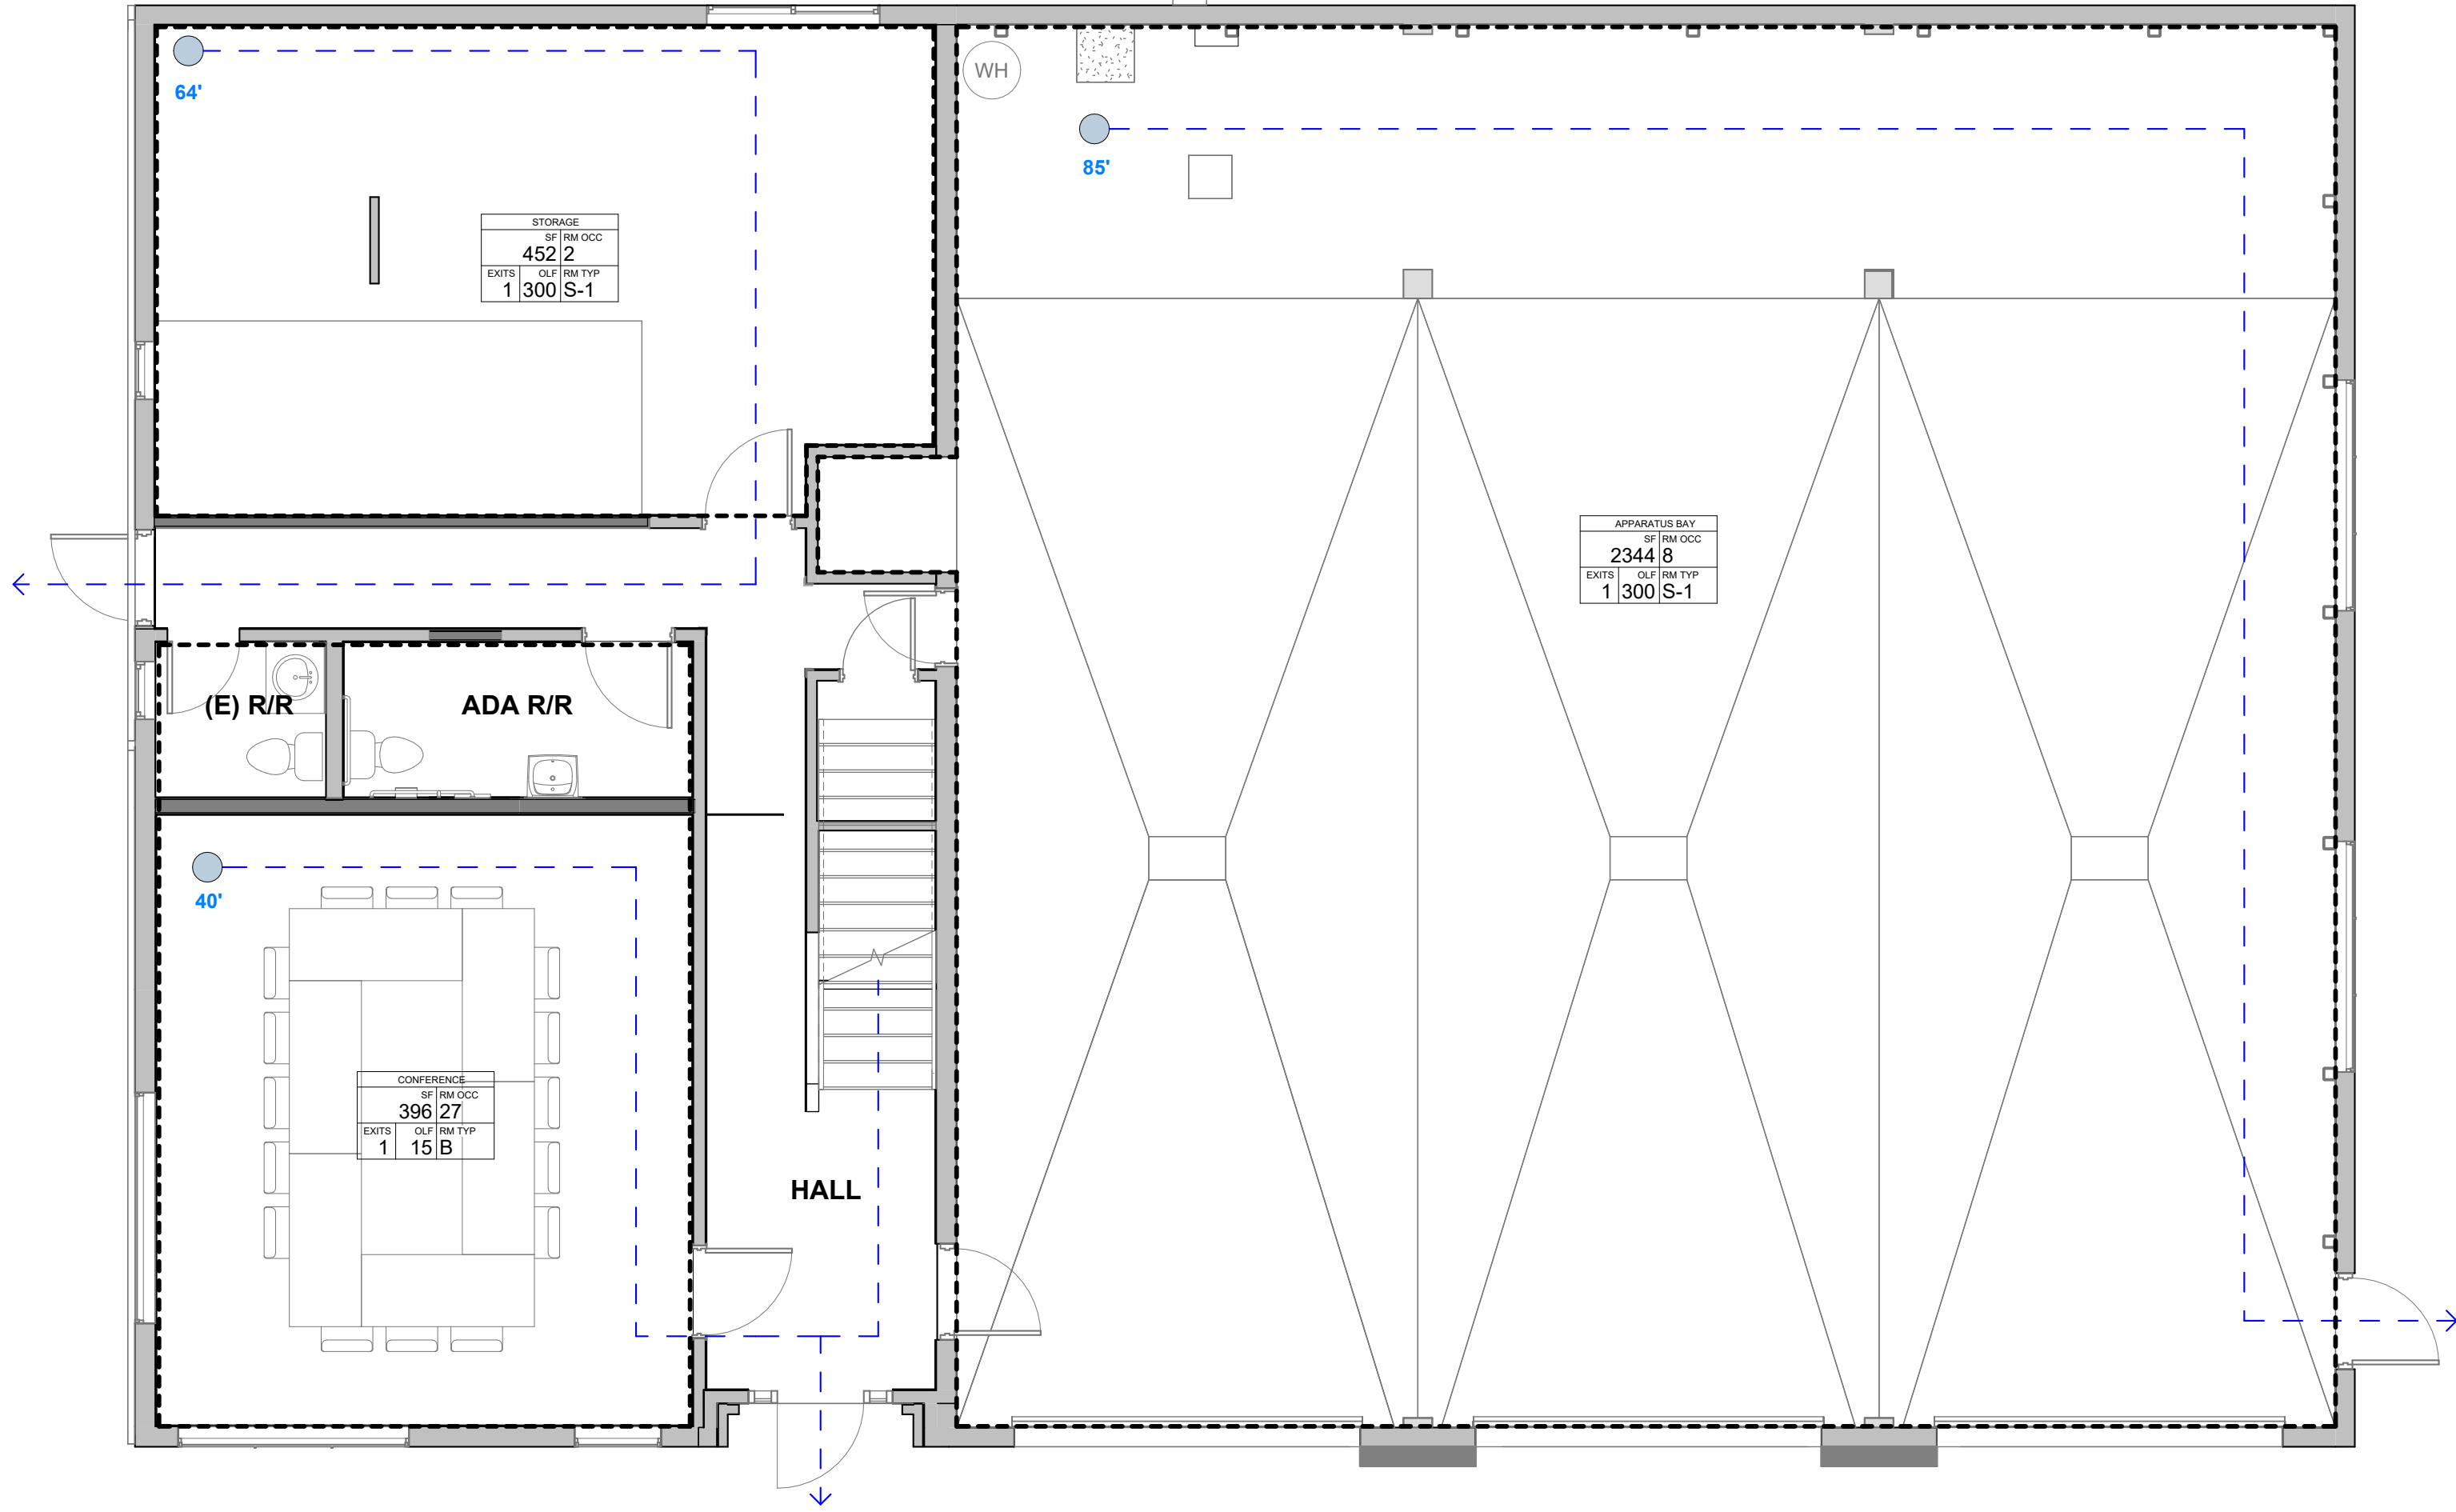 WH
64'
85'
STORAGE
SF RM OCC
452 2
EXITS OLF RM TYP
1 300 S-1
APPARATUS BAY
SF RM OCC
2344 8
EXITS OLF RM TYP
1 300 S-1
(E) R/R
ADA R/R
40'
CONFERENCE
SF RM OCC
396 27
EXITS OLF RM TYP
1 15 B
HALL